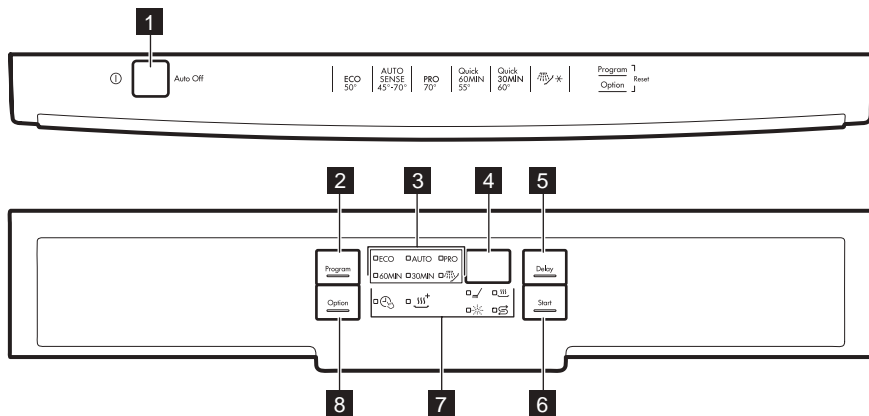 1
Auto Off
ECO
50°
AUTO
SENSE
45°-70°
PRO
70°
Quick
60MIN
55°
Quick
30MIN
60°
Program
Option
Reset
2
3
4
5
Program
ECO
AUTO
PRO
60MIN
30MIN
Delay
Option
Start
8
7
6